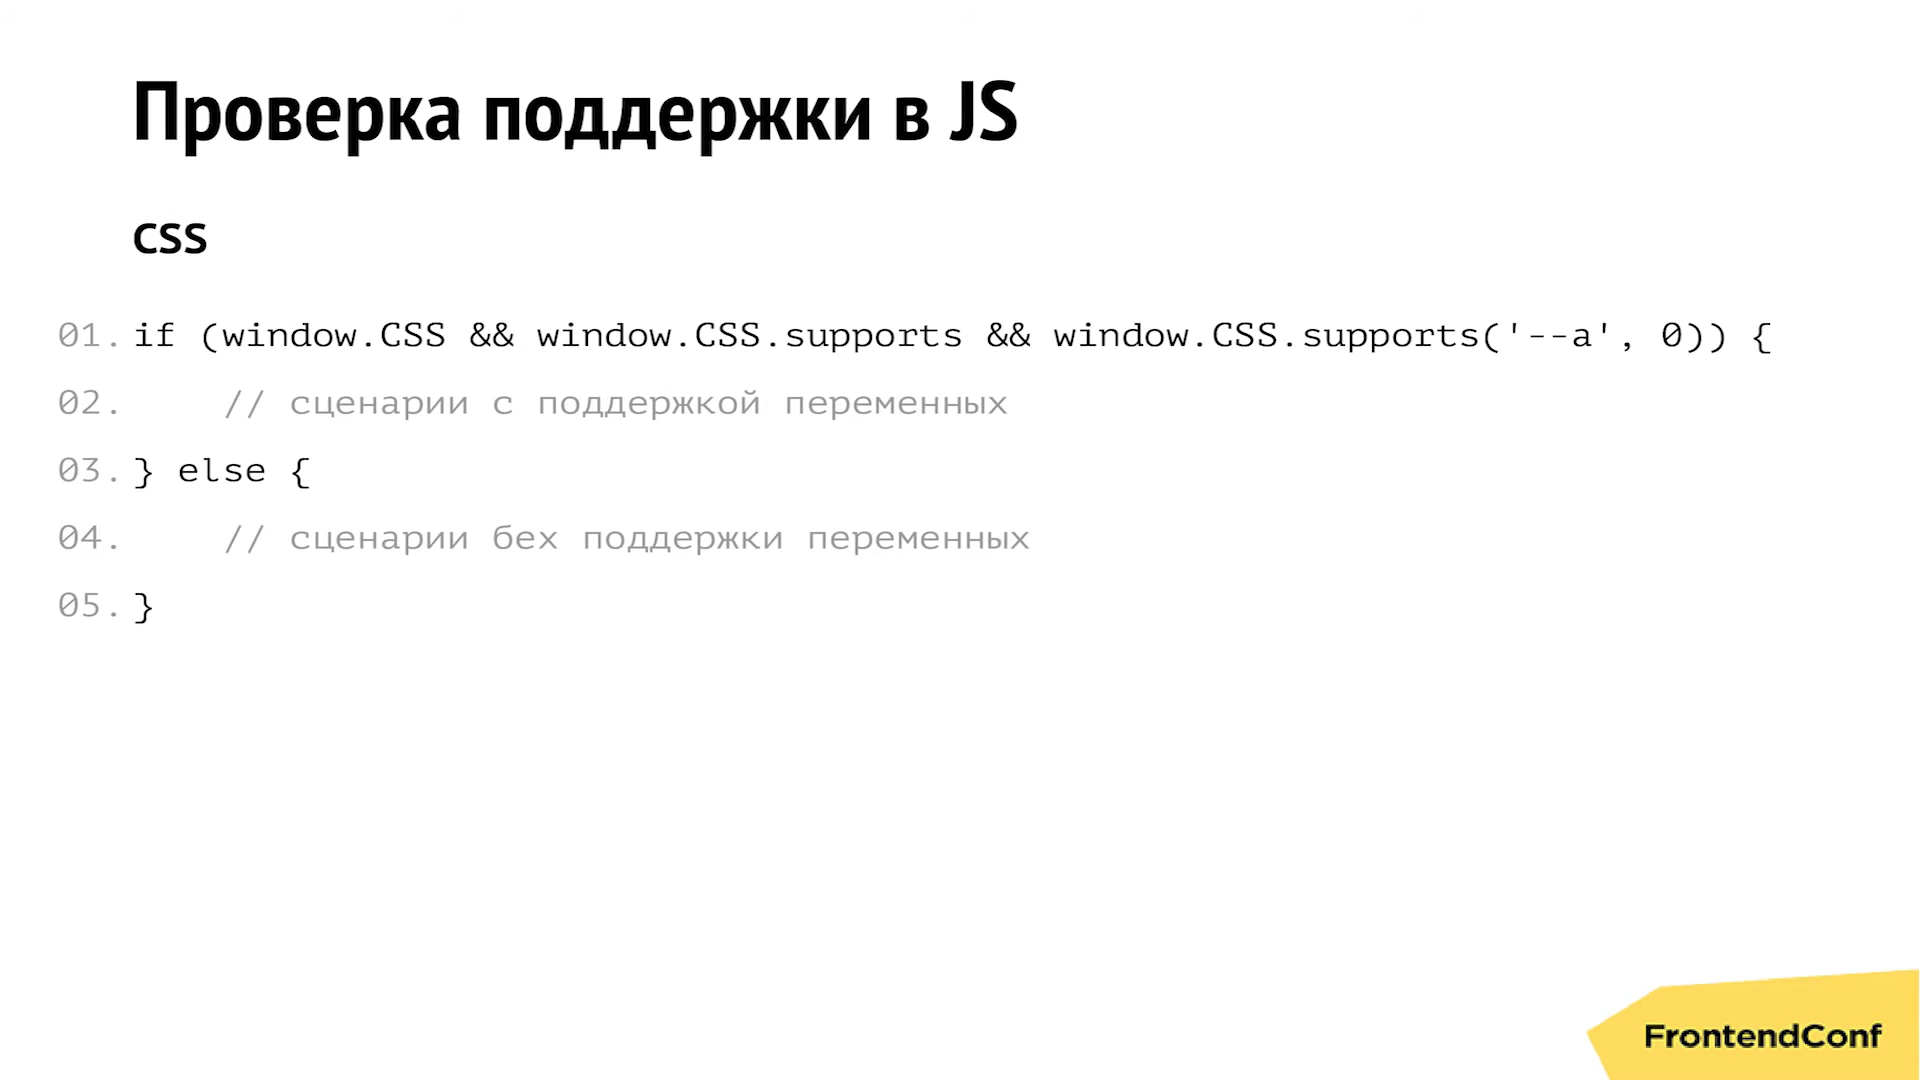 Проверка поддержки в JS
CSS
01. if (window.CSS && window.CSS.supports && window.CSS.supports('--a', 0)) {
02. // сценарии с поддержкой переменных
03. } else {
04. // сценарии бех поддержки переменных
05. }
FrontendConf